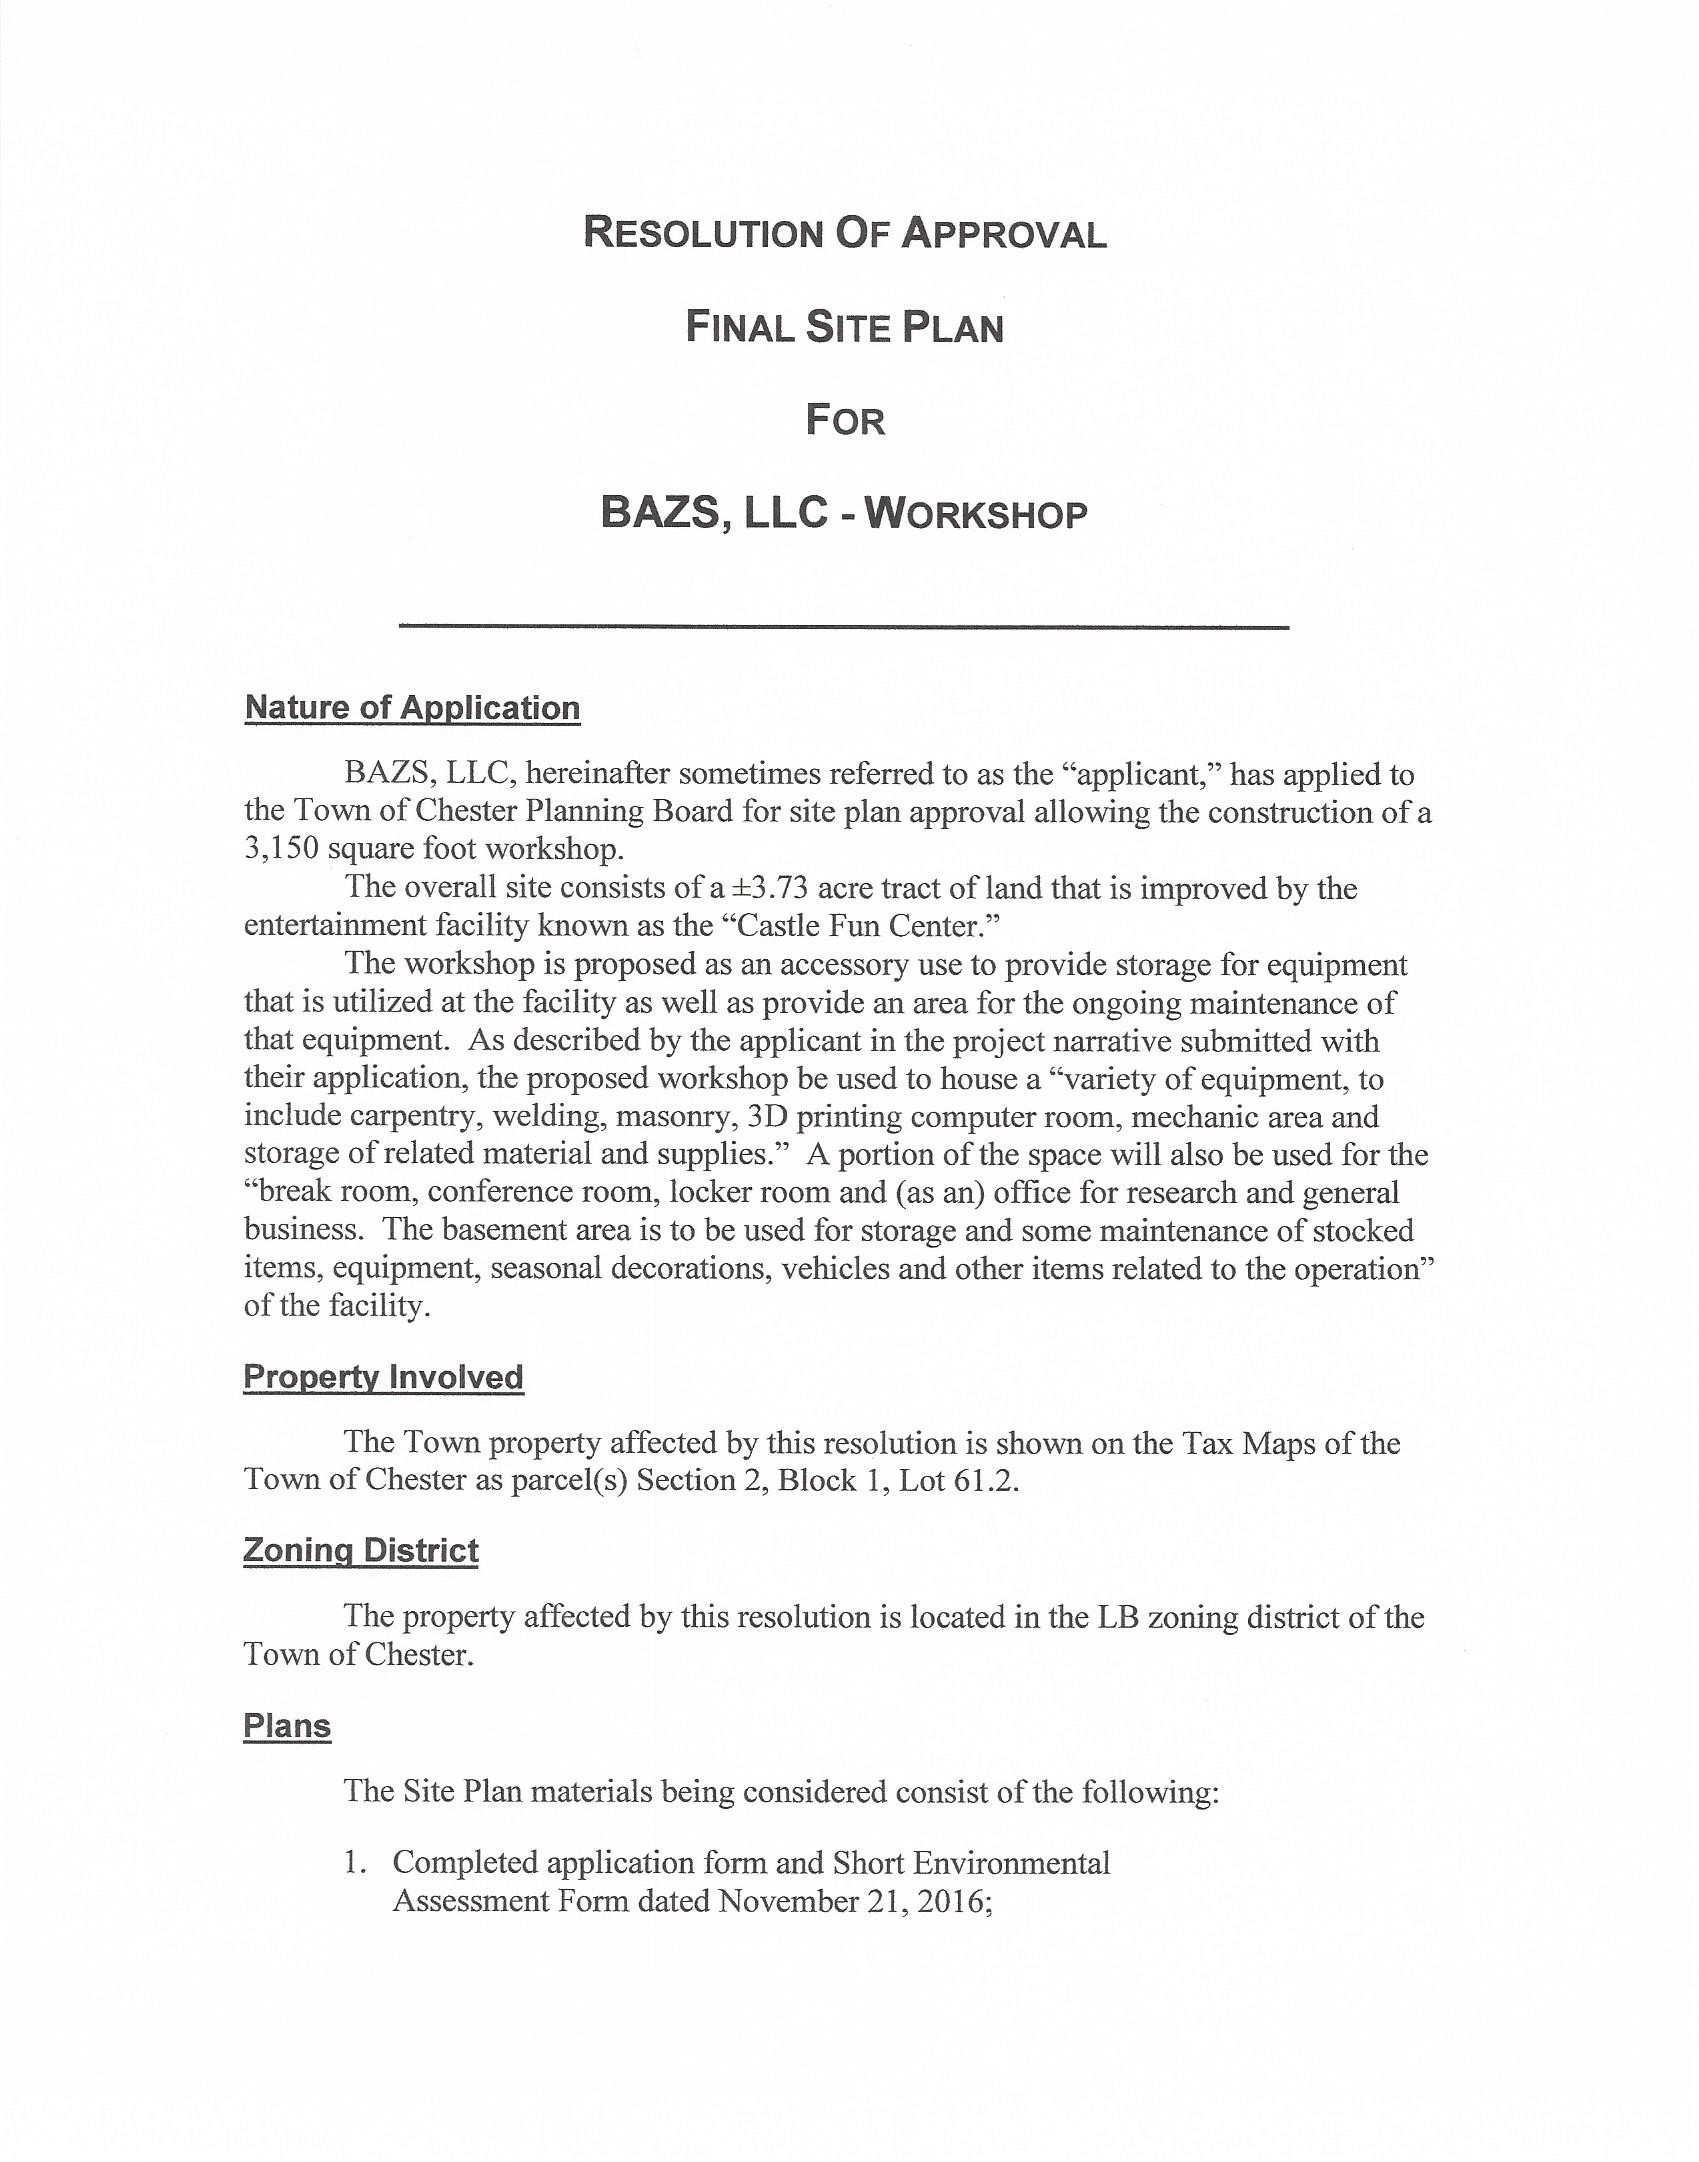 RESOLUTION OF APPROVAL
FINAL SITE PLAN
FOR
BAZS, LLC - WORKSHOP
Nature of Application
BAZS, LLC, hereinafter sometimes referred to as the “applicant,” has applied to
the Town of Chester Planning Board for site plan approval allowing the construction of a
3,150 square foot workshop.
The overall site consists of a ±3.73 acre tract of land that is improved by the
entertainment facility known as the “Castle Fun Center.”
The workshop is proposed as an accessory use to provide storage for equipment
that is utilized at the facility as well as provide an area for the ongoing maintenance of
that equipment.  As described by the applicant in the project narrative submitted with
their application, the proposed workshop be used to house a “variety of equipment, to
include carpentry, welding, masonry, 3D printing computer room, mechanic area and
storage of related material and supplies.”  A portion of the space will also be used for the
“break room, conference room, locker room and (as an) office for research and general
business.  The basement area is to be used for storage and some maintenance of stocked
items, equipment, seasonal decorations, vehicles and other items related to the operation”
of the facility.
Property Involved
The Town property affected by this resolution is shown on the Tax Maps of the
Town of Chester as parcel(s) Section 2, Block 1, Lot 61.2.
Zoning District
The property affected by this resolution is located in the LB zoning district of the
Town of Chester.
Plans
The Site Plan materials being considered consist of the following:
1. Completed application form and Short Environmental
Assessment Form dated November 21, 2016;